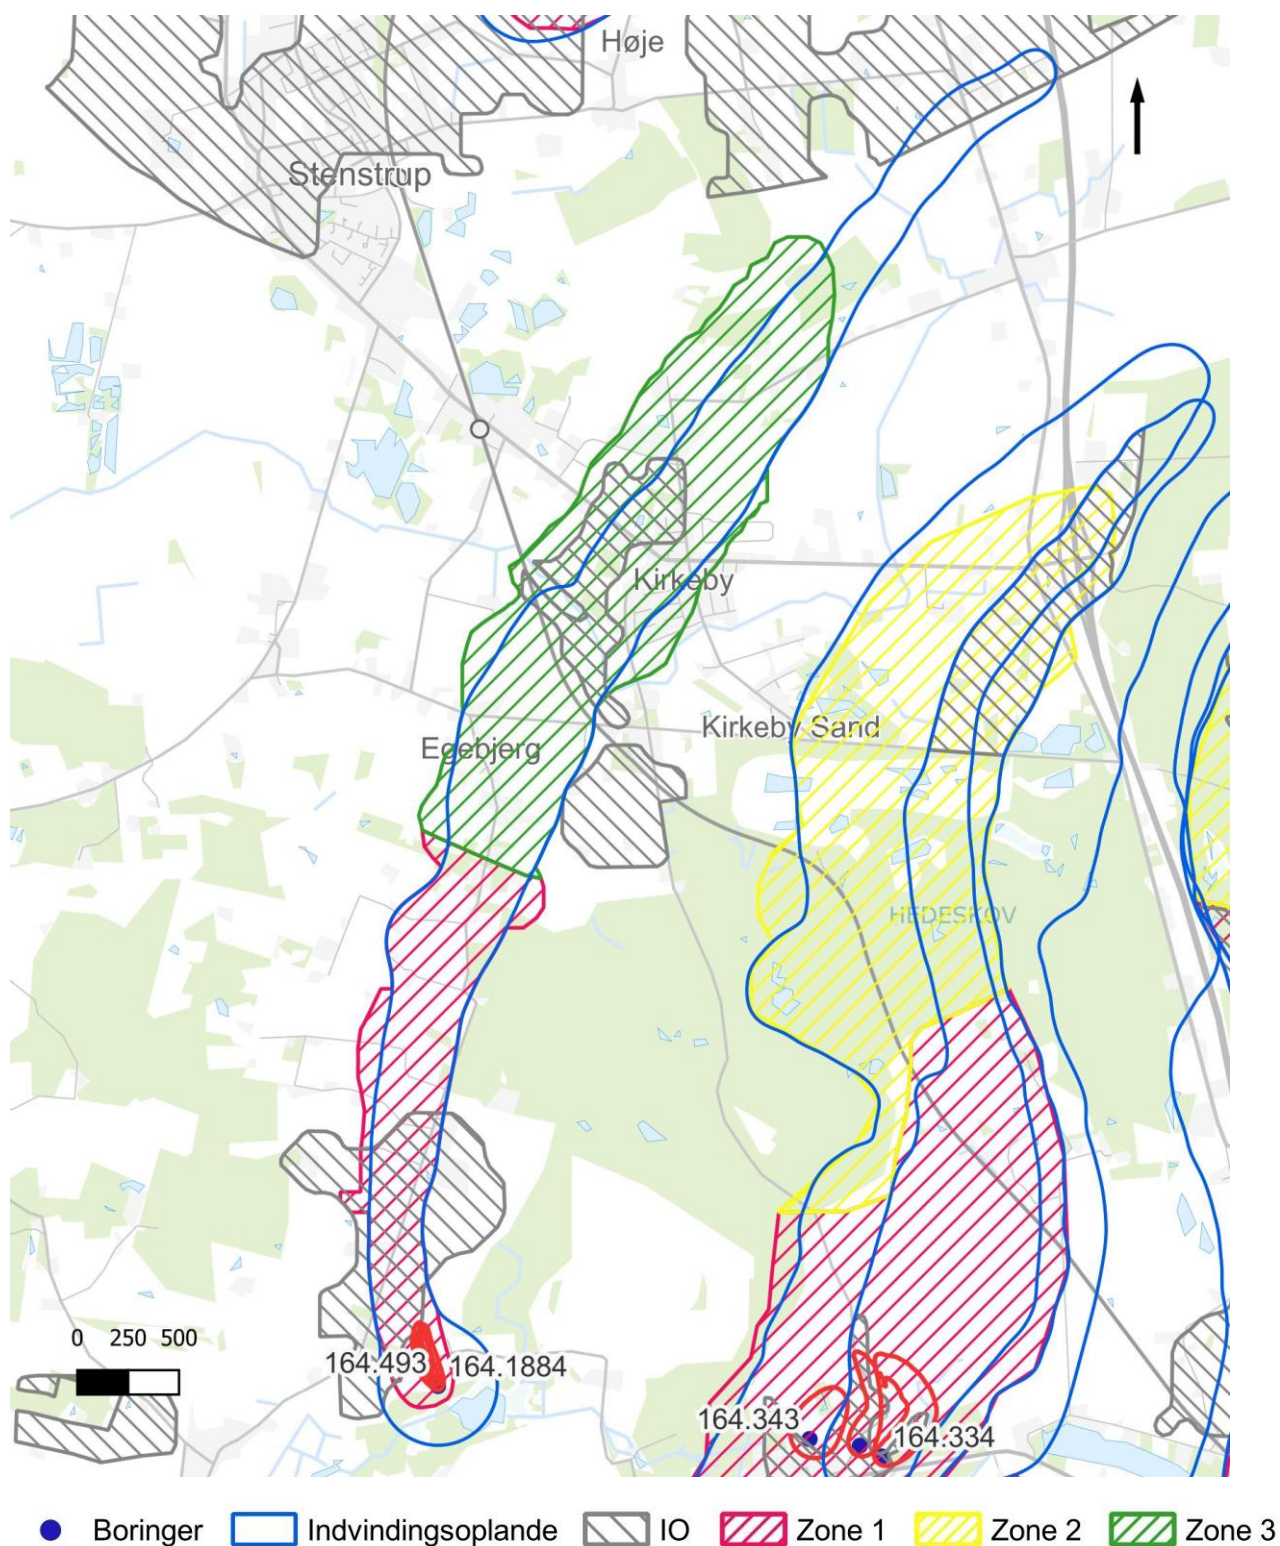 Høje
Stenstrup
Kirkeby
Kirkeby Sand
Egebjerg
HEDESKOV
0 250 500
164.493 164.1884
164.343
164.334
Boringer Indvindingsoplande IO Zone 1 Zone 2 Zone 3